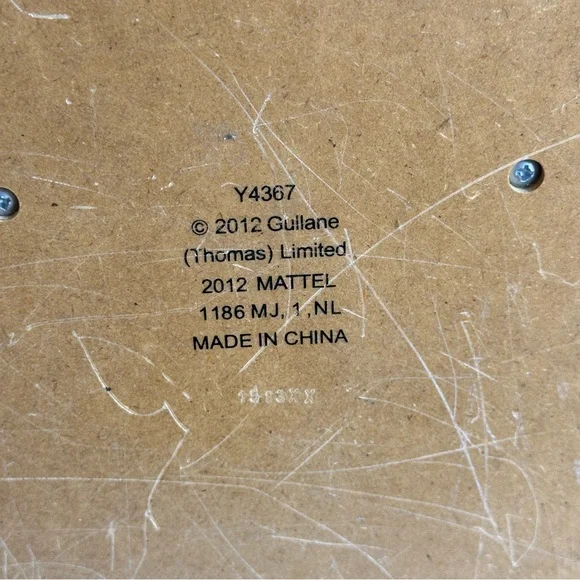 Y4367
© 2012 Gullane
(Thomas) Limited
2012 MATTEL
1186 MJ, 1 ,NL
MADE IN CHINA